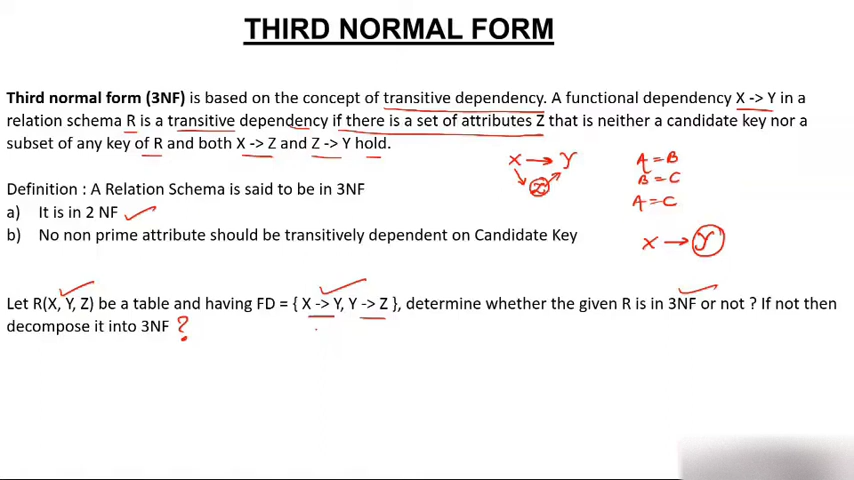 THIRD NORMAL FORM
Third normal form (3NF) is based on the concept of transitive dependency. A functional dependency X -> Y in a
relation schema R is a transitive dependency if there is a set of attributes Z that is neither a candidate key nor a
subset of any key of R and both X -> Z and Z -> Y hold.
X → Y
Z
A = B
B = C
A = C
Definition : A Relation Schema is said to be in 3NF
a) It is in 2 NF
b) No non prime attribute should be transitively dependent on Candidate Key
X → Y
Let R(X, Y, Z) be a table and having FD = { X -> Y, Y -> Z }, determine whether the given R is in 3NF or not ? If not then
decompose it into 3NF ?